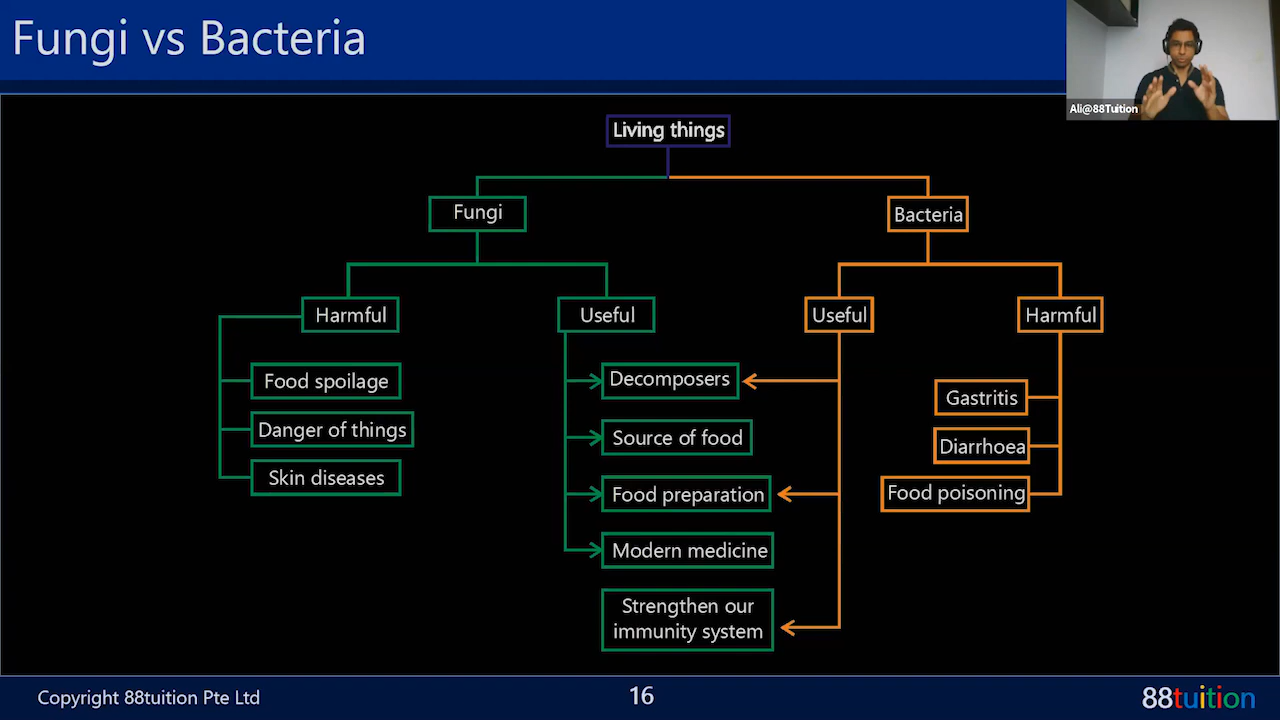 Fungi vs Bacteria
Ali@88Tuition
Living things
Fungi
Bacteria
Harmful
Useful
Useful
Harmful
Food spoilage
Danger of things
Skin diseases
Decomposers
Source of food
Food preparation
Modern medicine
Strengthen our
immunity system
Gastritis
Diarrhoea
Food poisoning
Copyright 88tuition Pte Ltd
16
88tuition